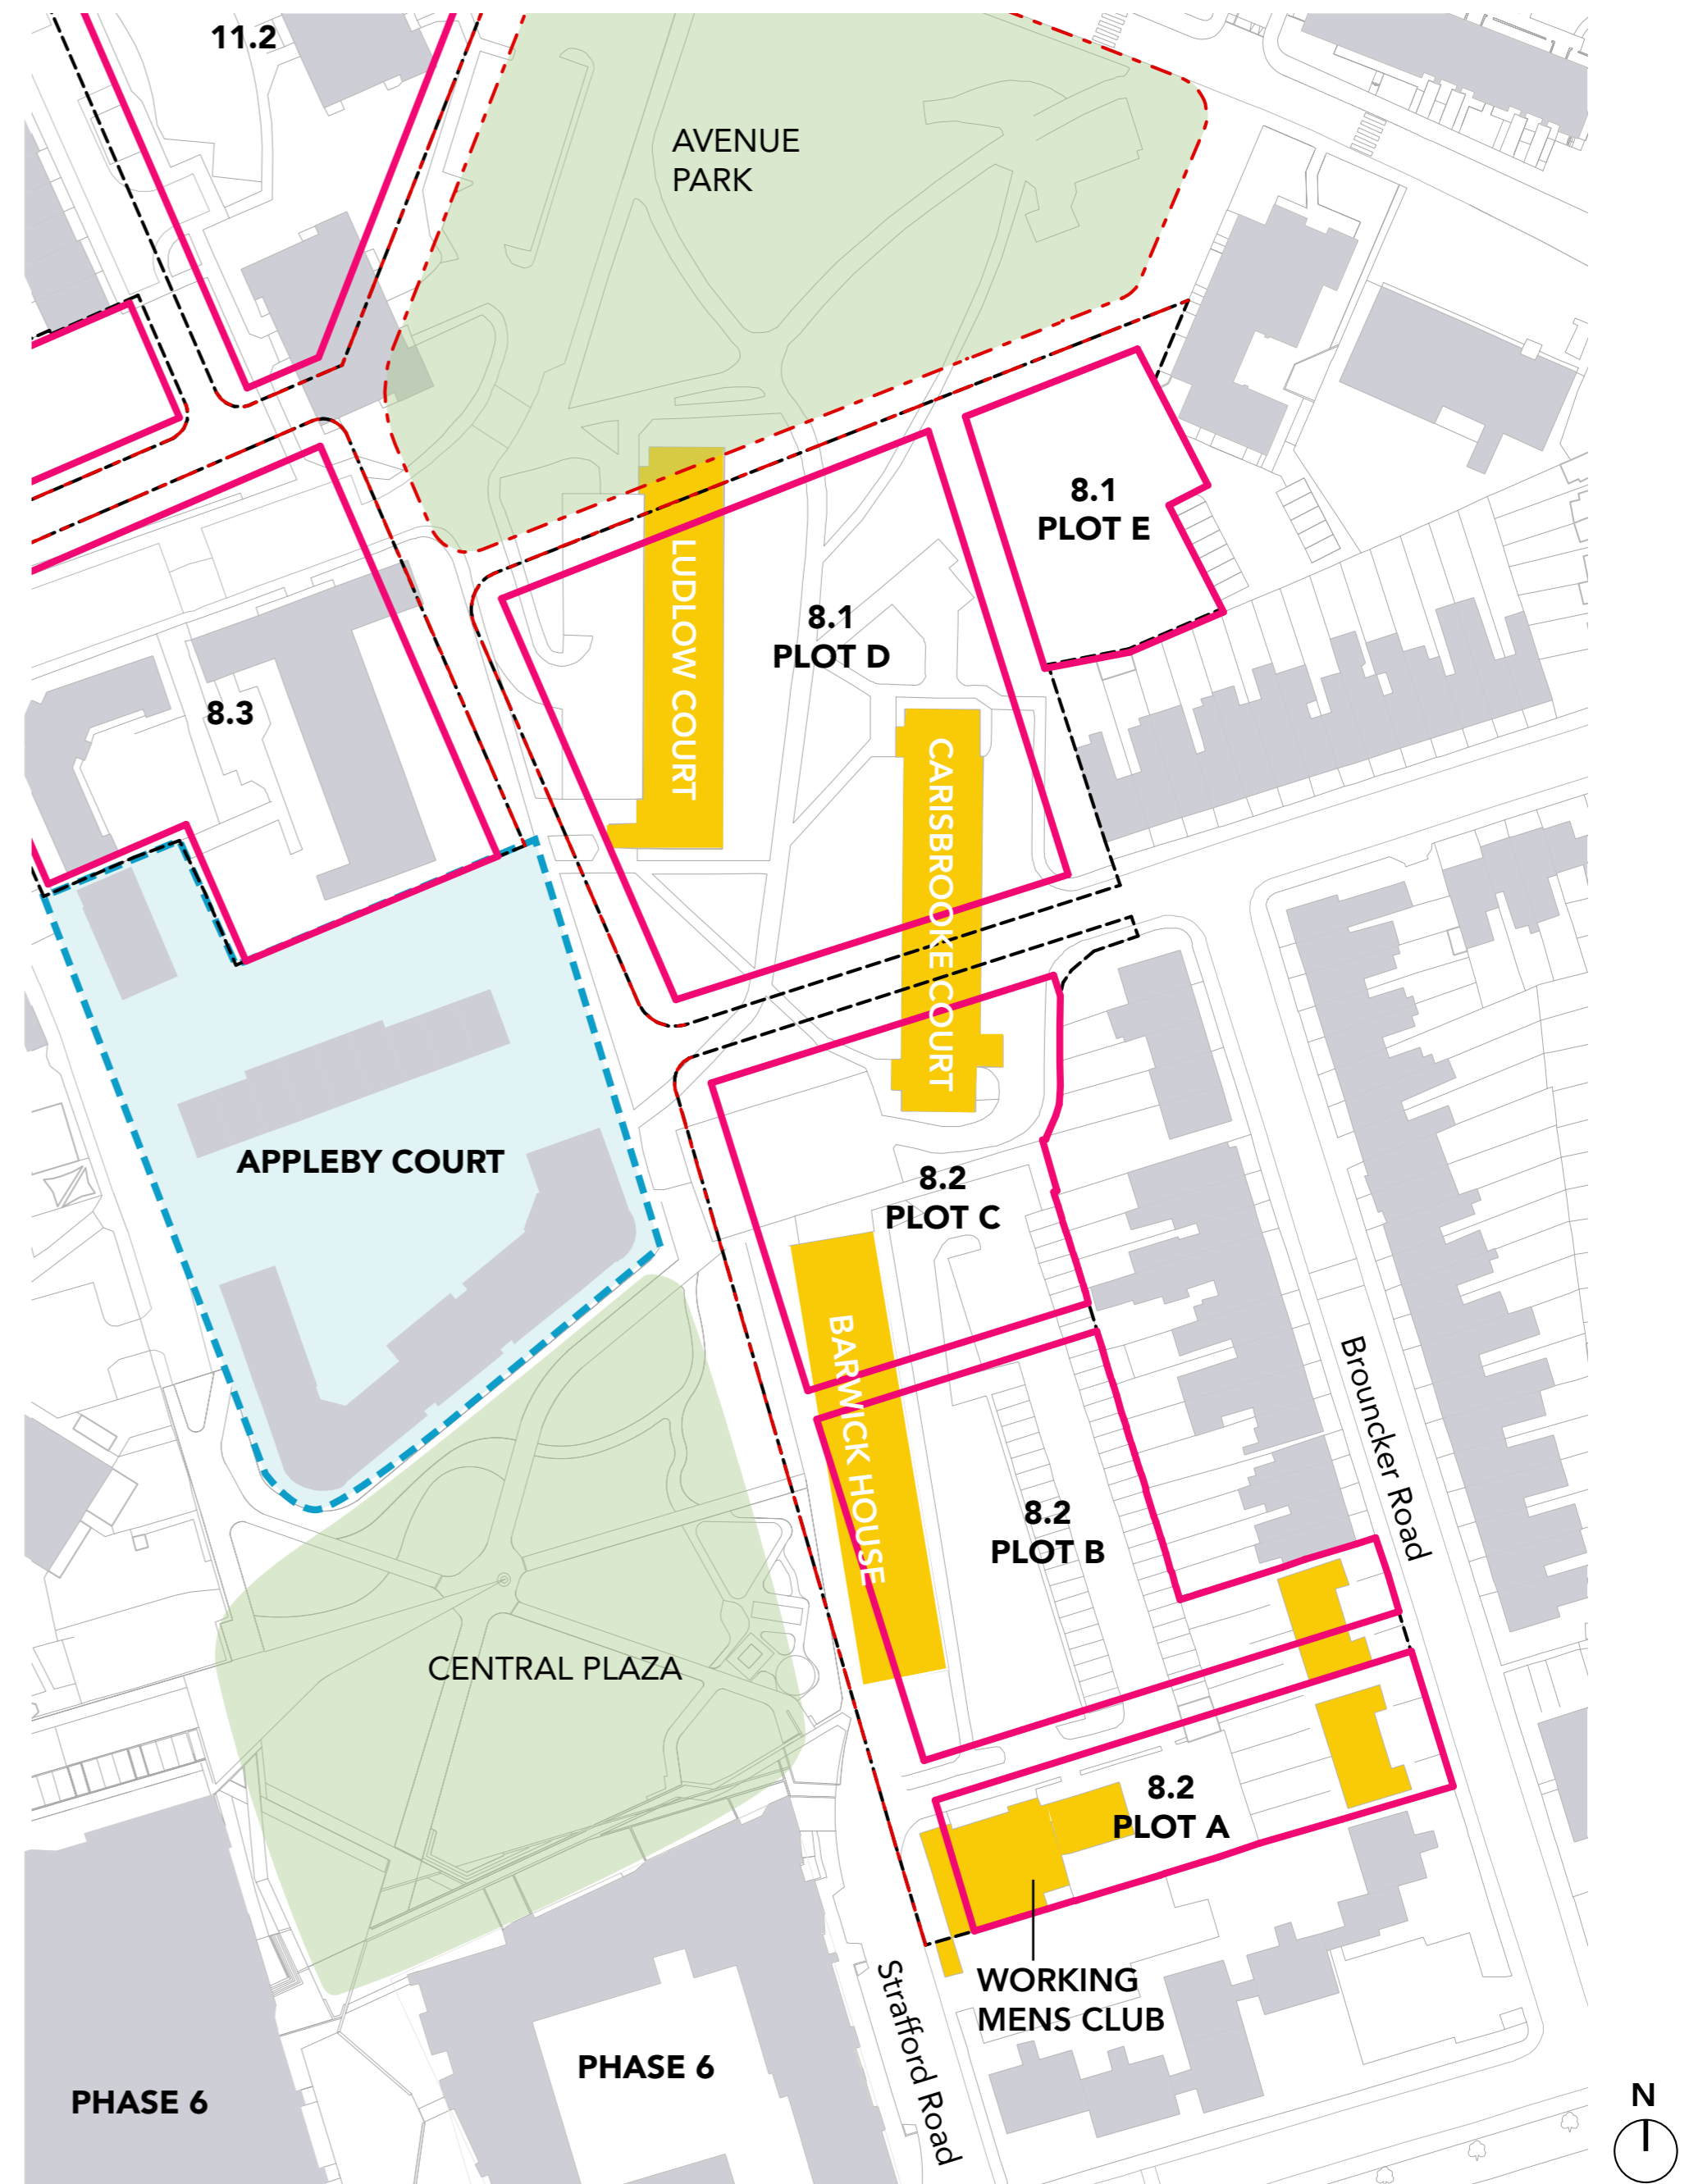 11.2
AVENUE
PARK
8.1
PLOT E
LUDLOW COURT
8.1
PLOT D
8.3
CARISBROOKE COURT
APPLEBY COURT
8.2
PLOT C
BARWICK HOUSE
Brouncker Road
8.2
PLOT B
CENTRAL PLAZA
8.2
PLOT A
WORKING
MENS CLUB
Strafford Road
PHASE 6
PHASE 6
N